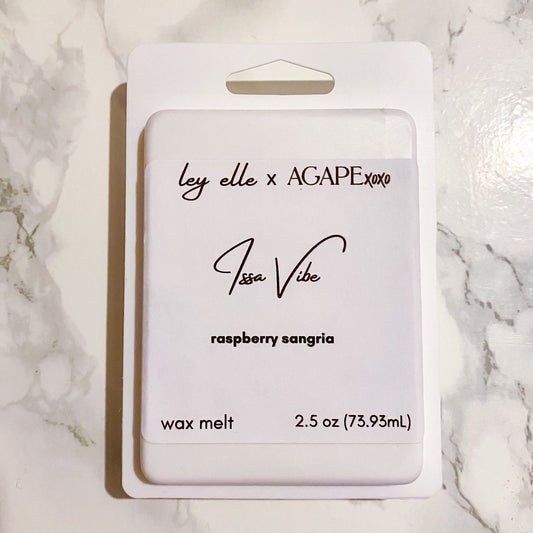 ley elle x AGAPExoxo
Issa Vibe
raspberry sangria
wax melt 2.5 oz (73.93mL)